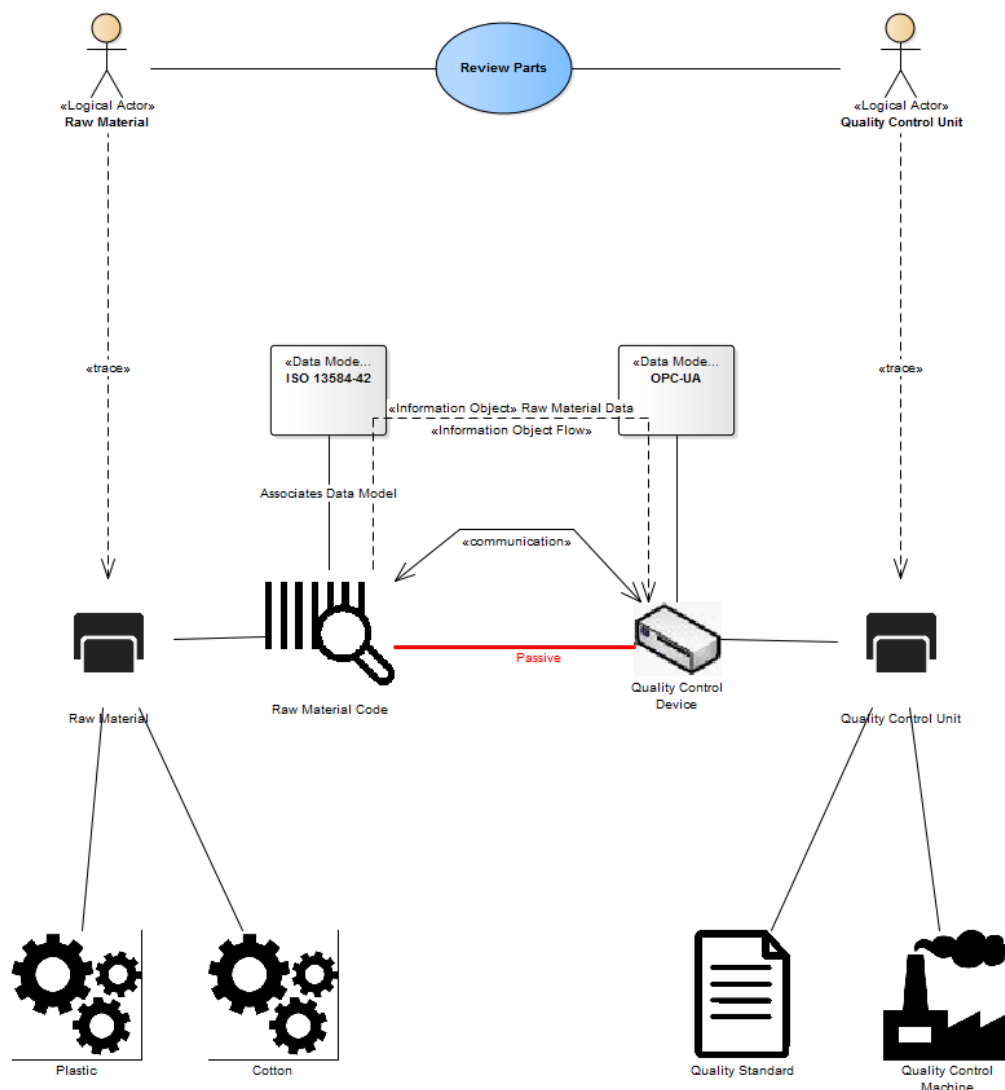 Review Parts
«Logical Actor»
Raw Material
«Logical Actor»
Quality Control Unit
«trace»
«trace»
«Data Mode...
ISO 13584-42
«Data Mode...
OPC-UA
«Information Object» Raw Material Data
«Information Object Flow»
Associates Data Model
«communication»
Passive
Raw Material Code
Quality Control
Device
Raw Material
Quality Control Unit
Plastic
Cotton
Quality Standard
Quality Control
Machine